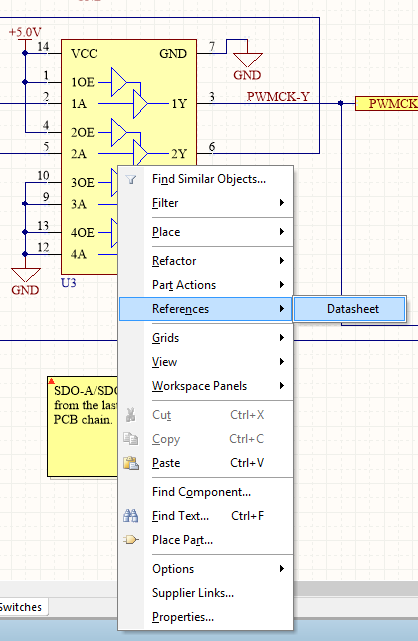 +5.0V
14 VCC GND 7
GND
1 1OE
2 1A 1Y 3 PWMCK-Y PWMCK
4 2OE
5 2A 2Y 6
10 3OE
9 3A
13 4OE
12 4A
GND
U3
Find Similar Objects...
Filter
Place
Refactor
Part Actions
References Datasheet
Grids
View
Workspace Panels
Cut Ctrl+X
Copy Ctrl+C
Paste Ctrl+V
Find Component...
Find Text... Ctrl+F
Place Part...
Options
Supplier Links...
Properties...
SDO-A/SDO
from the las
PCB chain.
Switches